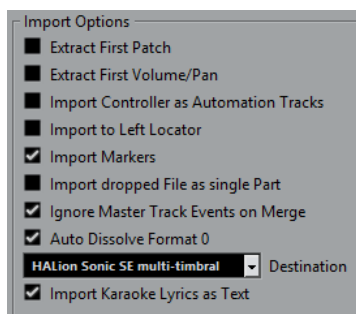 Import Options
Extract First Patch
Extract First Volume/Pan
Import Controller as Automation Tracks
Import to Left Locator
Import Markers
Import dropped File as single Part
Ignore Master Track Events on Merge
Auto Dissolve Format 0
HALion Sonic SE multi-timbral Destination
Import Karaoke Lyrics as Text